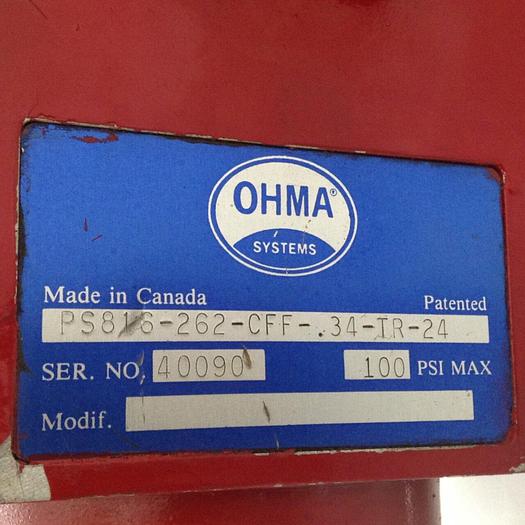 OHMA®
SYSTEMS
Made in Canada Patented
PS816-262-CFF-.34-TR-24
SER. NO. 40090 100 PSI MAX
Modif.